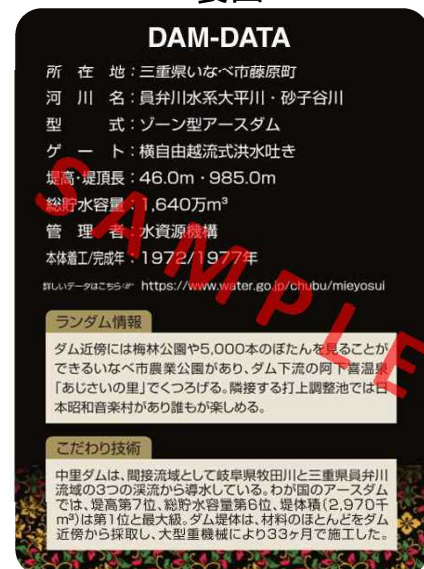 DAM-DATA
所在地：三重県いなべ市藤原町
河川名：員弁川水系大平川・砂子谷川
型式：ゾーン型アースダム
ゲート：横自由越流式洪水吐き
堤高・堤頂長：46.0m・985.0m
総貯水容量：1,640万m³
管理者：水資源機構
本体着工/完成年：1972/1977年
詳しいデータはこちら☞ https://www.water.go.jp/chubu/mieyosui
ランダム情報
ダム近傍には梅林公園や5,000本のぼたんを見ることが
できるいなべ市農業公園があり、ダム下流の阿下喜温泉
「あじさいの里」でくつろげる。隣接する打上調整池では日
本昭和音楽村があり誰もが楽しめる。
こだわり技術
中里ダムは、間接流域として岐阜県牧田川と三重県員弁川
流域の3つの渓流から導水している。わが国のアースダム
では、堤高第7位、総貯水容量第6位、堤体積（2,970千
m³）は第1位と最大級。ダム堤体は、材料のほとんどをダム
近傍から採取し、大型重機械により33ヶ月で施工した。
SAMPLE